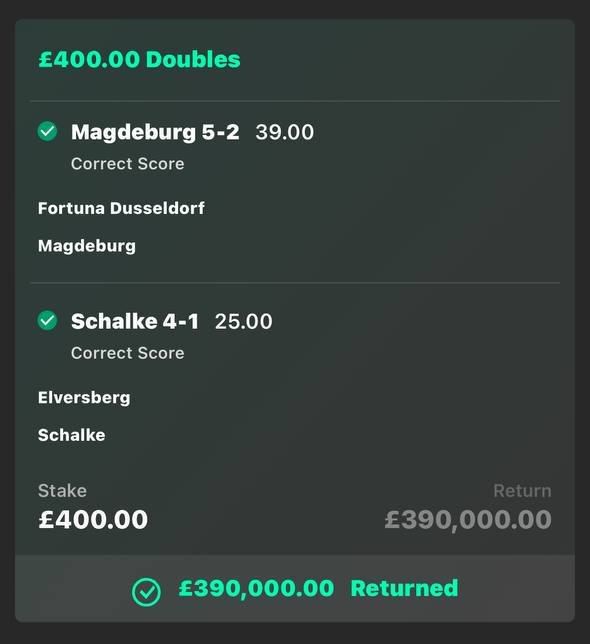 £400.00 Doubles
Magdeburg 5-2 39.00
Correct Score
Fortuna Dusseldorf
Magdeburg
Schalke 4-1 25.00
Correct Score
Elversberg
Schalke
Stake Return
£400.00 £390,000.00
£390,000.00 Returned